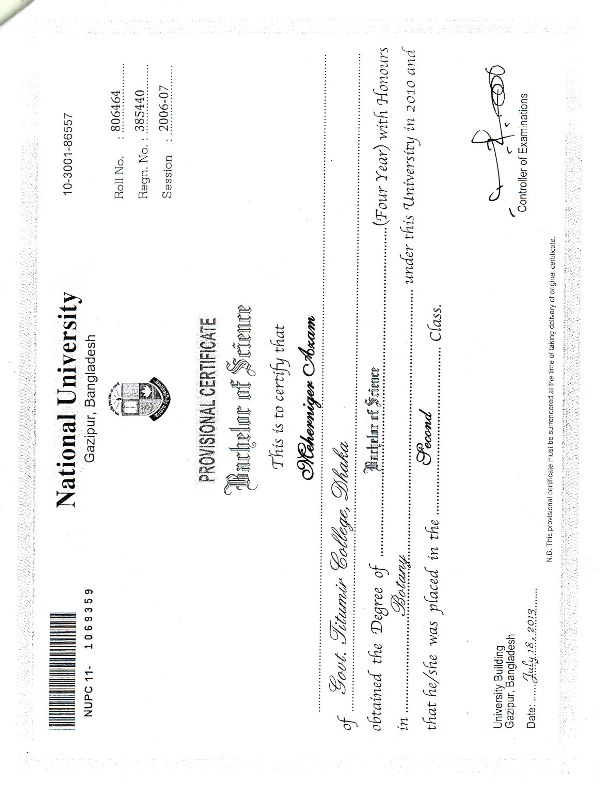 NUPC 11- 1069359
National University
Gazipur, Bangladesh
10-3001-86557
Roll No. : 806464
Regn. No. : 385440
Session : 2006-07
PROVISIONAL CERTIFICATE
Bachelor of Science
This is to certify that
Meherniger Azam
of Govt. Titumir College, Dhaka
obtained the Degree of Bachelor of Science (Four Year) with Honours
in Botany under this University in 2010 and
that he/she was placed in the Second Class.
University Building
Gazipur, Bangladesh
Date: July 18, 2013
Controller of Examinations
N.B. This provisional certificate must be surrendered at the time of taking delivery of original certificate.